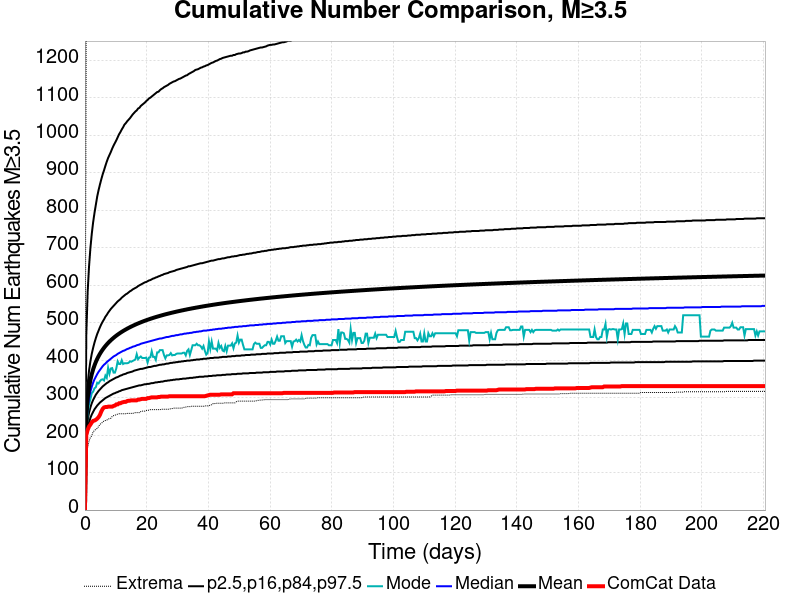 Cumulative Number Comparison, M≥3.5
Cumulative Num Earthquakes M≥3.5
1200
1100
1000
900
800
700
600
500
400
300
200
100
0
0 20 40 60 80 100 120 140 160 180 200 220
Time (days)
Extrema p2.5,p16,p84,p97.5 Mode Median Mean ComCat Data